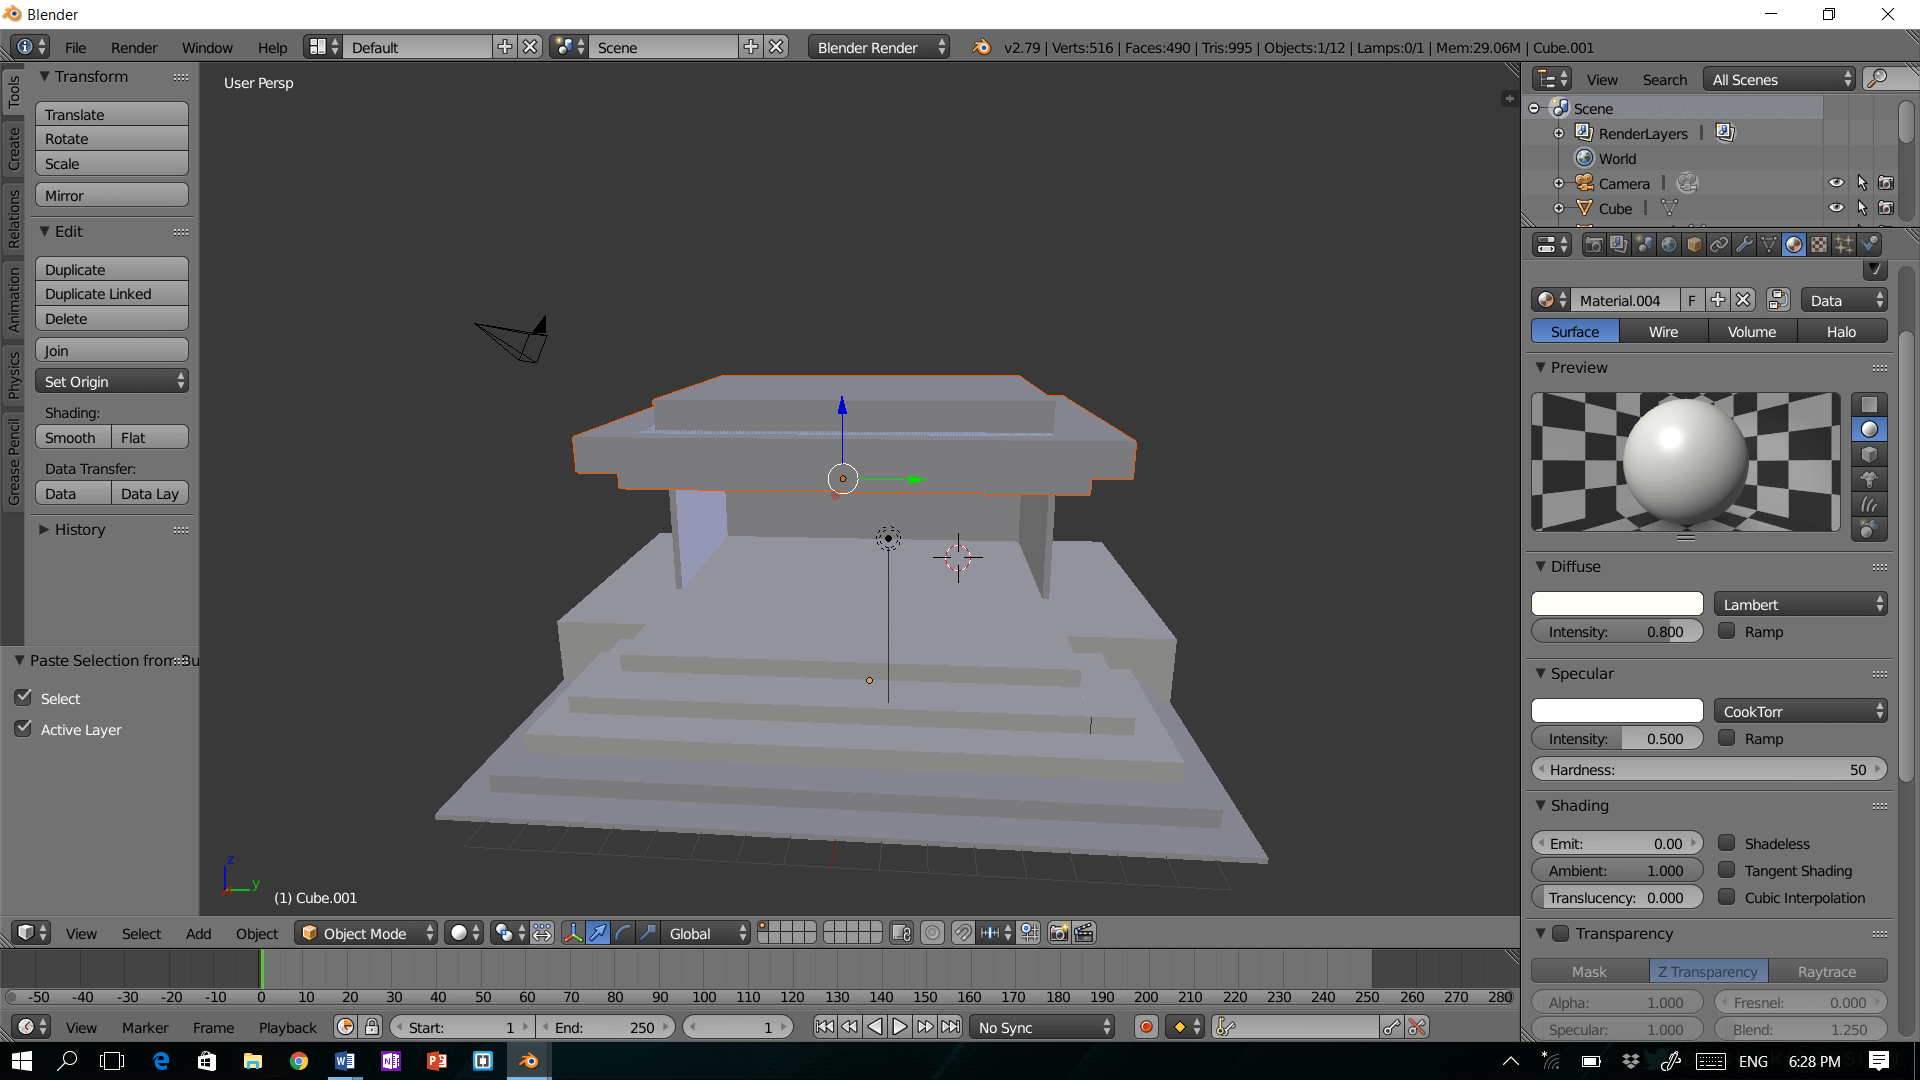 Blender
File Render Window Help Default Scene Blender Render v2.79 | Verts:516 | Faces:490 | Tris:995 | Objects:1/12 | Lamps:0/1 | Mem:29.06M | Cube.001
Tools
Create
Relations
Animation
Physics
Grease Pencil
Transform
Translate
Rotate
Scale
Mirror
Edit
Duplicate
Duplicate Linked
Delete
Join
Set Origin
Shading:
Smooth Flat
Data Transfer:
Data Data Lay
History
Paste Selection from Bu
Select
Active Layer
User Persp
z
y
(1) Cube.001
View Search All Scenes
Scene
RenderLayers
World
Camera
Cube
Material.004 F Data
Surface Wire Volume Halo
Preview
Diffuse
Lambert
Intensity: 0.800 Ramp
Specular
CookTorr
Intensity: 0.500 Ramp
Hardness: 50
Shading
Emit: 0.00 Shadeless
Ambient: 1.000 Tangent Shading
Translucency: 0.000 Cubic Interpolation
Transparency
Mask Z Transparency Raytrace
Alpha: 1.000 Fresnel: 0.000
Specular: 1.000 Blend: 1.250
View Select Add Object Object Mode Global
-50 -40 -30 -20 -10 0 10 20 30 40 50 60 70 80 90 100 110 120 130 140 150 160 170 180 190 200 210 220 230 240 250 260 270 280
View Marker Frame Playback Start: 1 End: 250 1 No Sync
ENG 6:28 PM